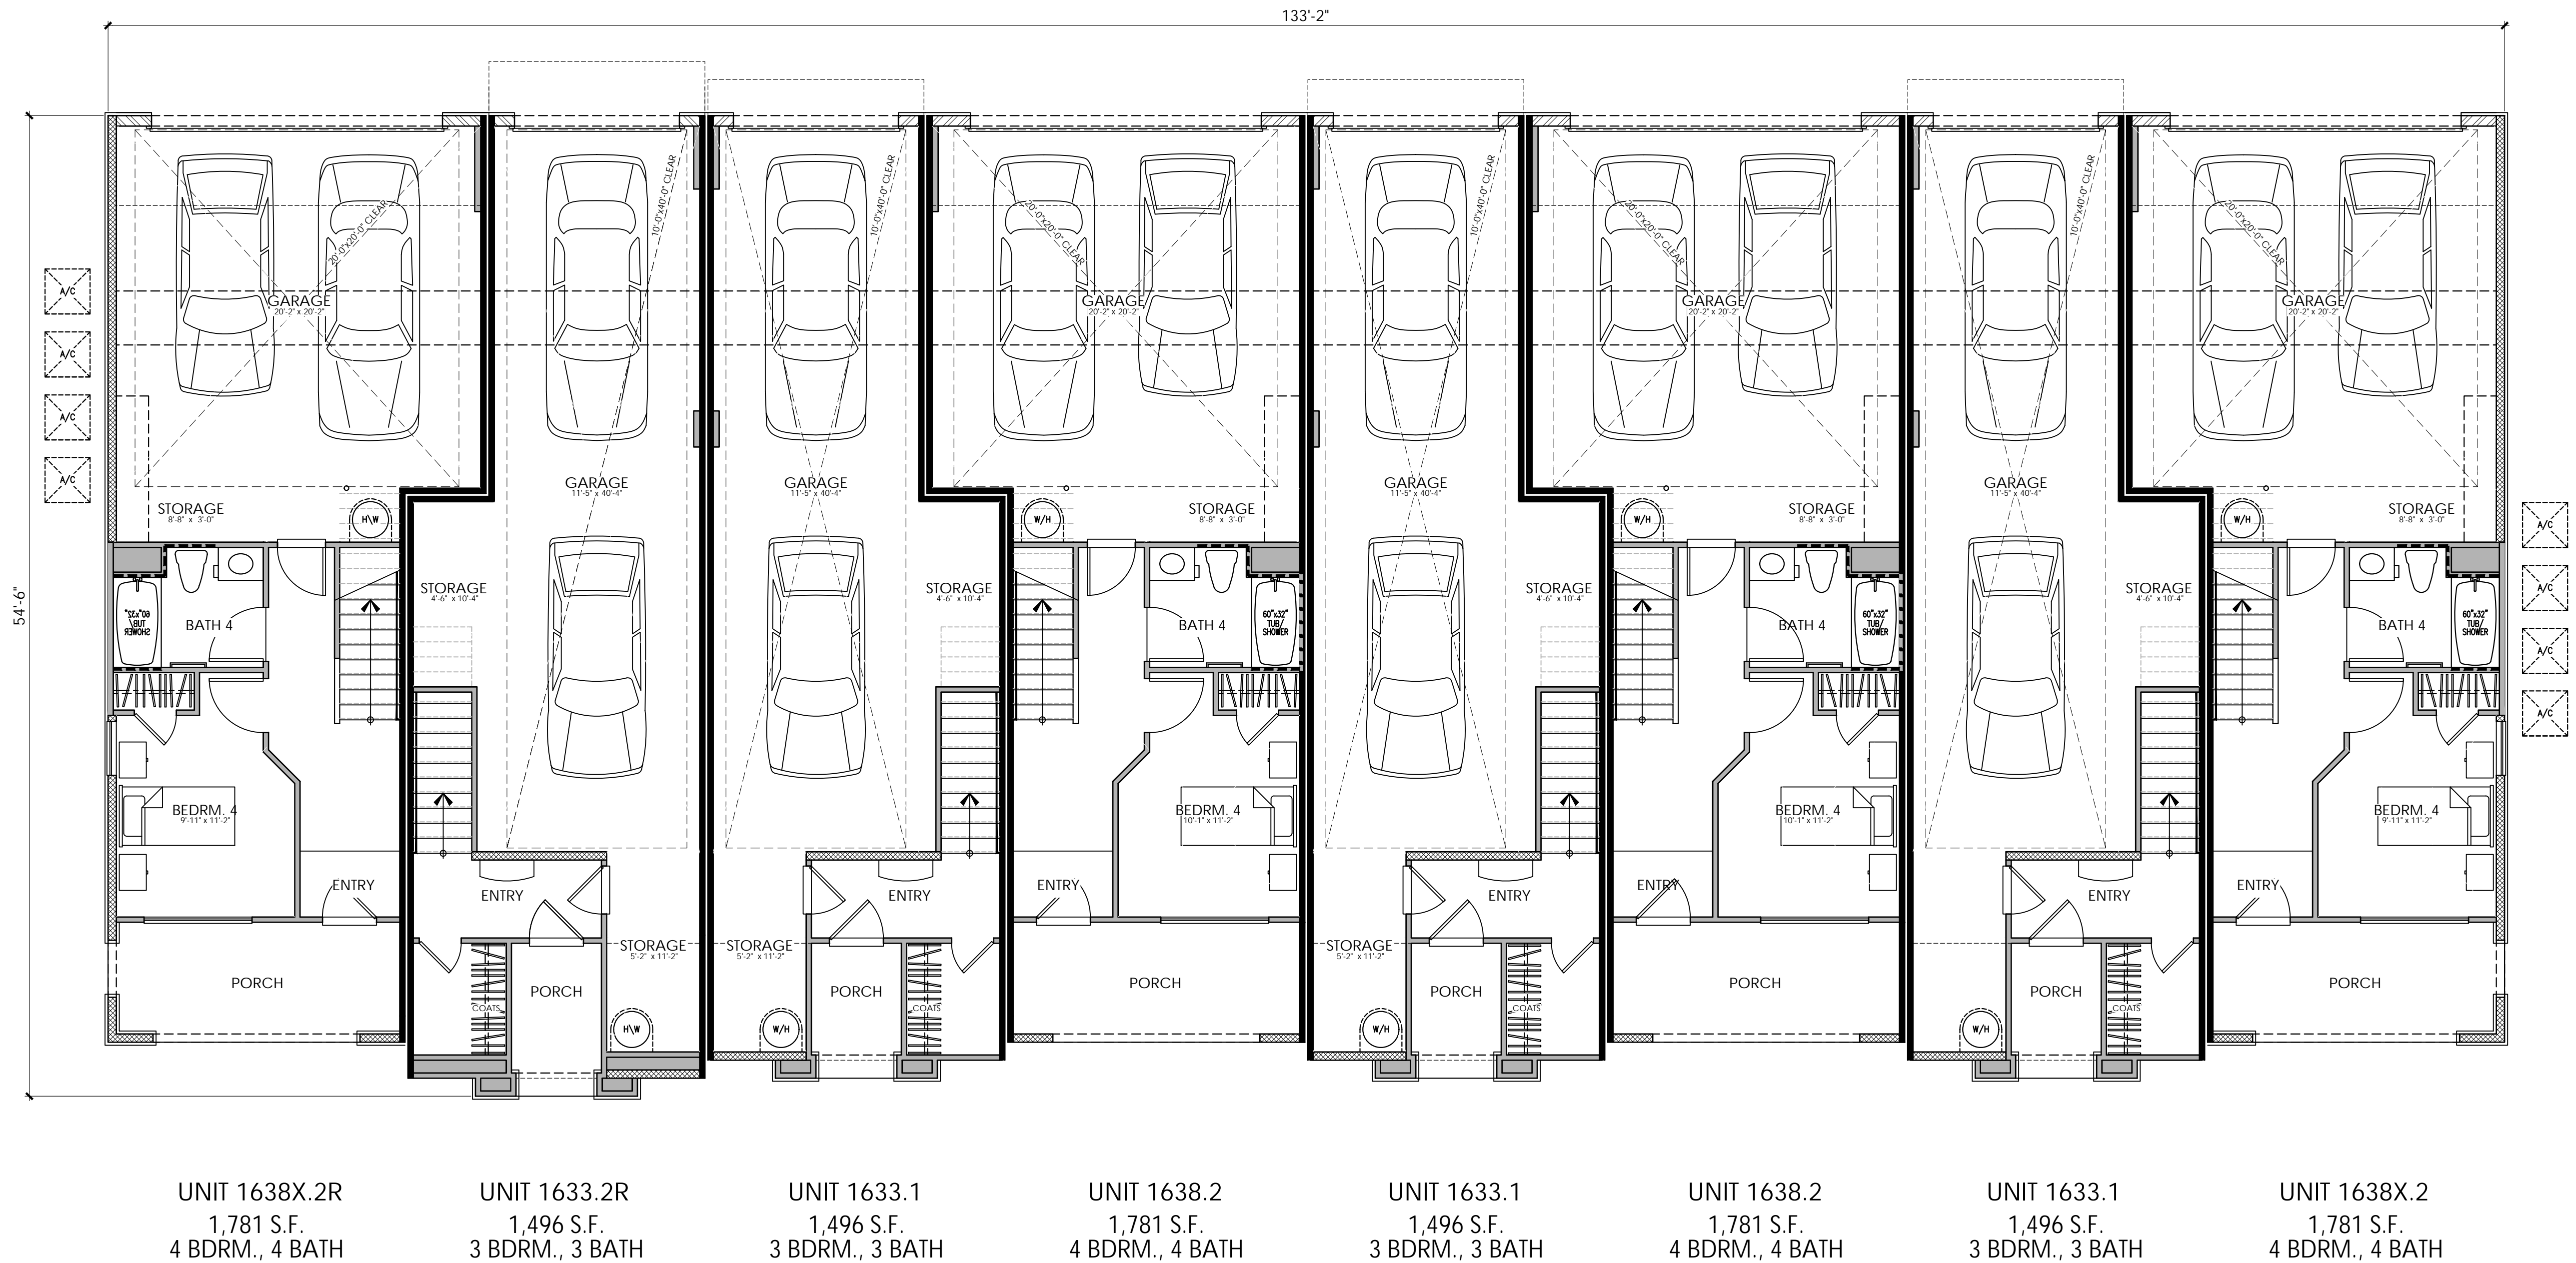 133'-2"
54'-6"
A/C
A/C
A/C
A/C
20'-0"x20'-0" CLEAR
GARAGE
20'-2" x 20'-2"
STORAGE
8'-8" x 3'-0"
H\W
60"x32"
TUB/
SHOWER
BATH 4
BEDRM. 4
9'-11" x 11'-2"
ENTRY
PORCH
10'-0"x40'-0" CLEAR
GARAGE
11'-5" x 40'-4"
STORAGE
4'-6" x 10'-4"
ENTRY
STORAGE
5'-2" x 11'-2"
COATS
PORCH
H\W
10'-0"x40'-0" CLEAR
GARAGE
11'-5" x 40'-4"
STORAGE
4'-6" x 10'-4"
ENTRY
STORAGE
5'-2" x 11'-2"
PORCH
COATS
W/H
20'-0"x20'-0" CLEAR
GARAGE
20'-2" x 20'-2"
STORAGE
8'-8" x 3'-0"
W/H
BATH 4
60"x32"
TUB/
SHOWER
BEDRM. 4
10'-1" x 11'-2"
ENTRY
PORCH
10'-0"x40'-0" CLEAR
GARAGE
11'-5" x 40'-4"
STORAGE
4'-6" x 10'-4"
ENTRY
STORAGE
5'-2" x 11'-2"
PORCH
COATS
W/H
20'-0"x20'-0" CLEAR
GARAGE
20'-2" x 20'-2"
STORAGE
8'-8" x 3'-0"
W/H
BATH 4
60"x32"
TUB/
SHOWER
BEDRM. 4
10'-1" x 11'-2"
ENTRY
PORCH
10'-0"x40'-0" CLEAR
GARAGE
11'-5" x 40'-4"
STORAGE
4'-6" x 10'-4"
ENTRY
PORCH
COATS
W/H
20'-0"x20'-0" CLEAR
GARAGE
20'-2" x 20'-2"
STORAGE
8'-8" x 3'-0"
W/H
BATH 4
60"x32"
TUB/
SHOWER
BEDRM. 4
9'-11" x 11'-2"
ENTRY
PORCH
A/C
A/C
A/C
A/C
UNIT 1638X.2R
1,781 S.F.
4 BDRM., 4 BATH
UNIT 1633.2R
1,496 S.F.
3 BDRM., 3 BATH
UNIT 1633.1
1,496 S.F.
3 BDRM., 3 BATH
UNIT 1638.2
1,781 S.F.
4 BDRM., 4 BATH
UNIT 1633.1
1,496 S.F.
3 BDRM., 3 BATH
UNIT 1638.2
1,781 S.F.
4 BDRM., 4 BATH
UNIT 1633.1
1,496 S.F.
3 BDRM., 3 BATH
UNIT 1638X.2
1,781 S.F.
4 BDRM., 4 BATH